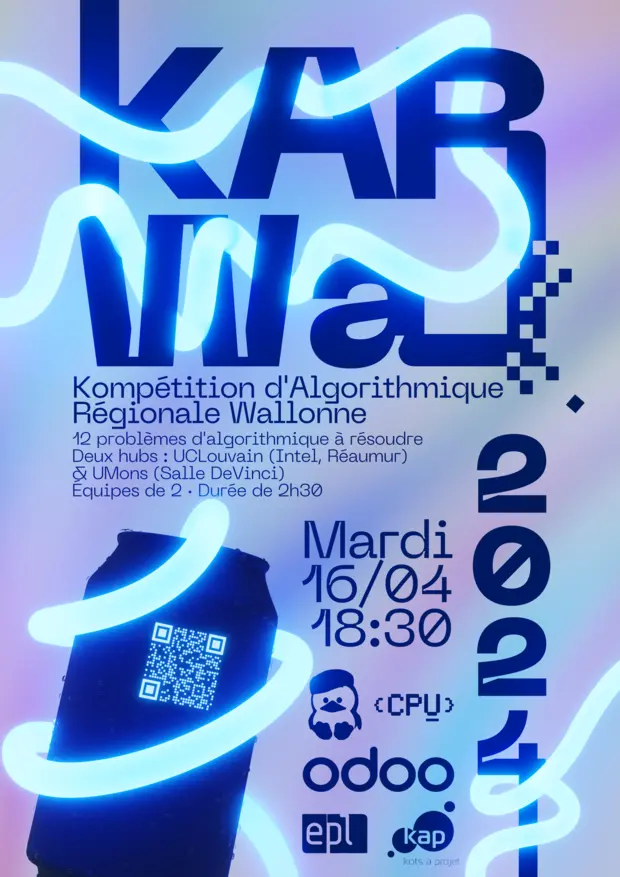 KAR
Wa
Kompétition d'Algorithmique
Régionale Wallonne
12 problèmes d'algorithmique à résoudre
Deux hubs : UCLouvain (Intel, Réaumur)
& UMons (Salle DeVinci)
Équipes de 2 · Durée de 2h30
2024
Mardi
16/04
18:30
{CPU}
odoo
epl
kap
kots à projet